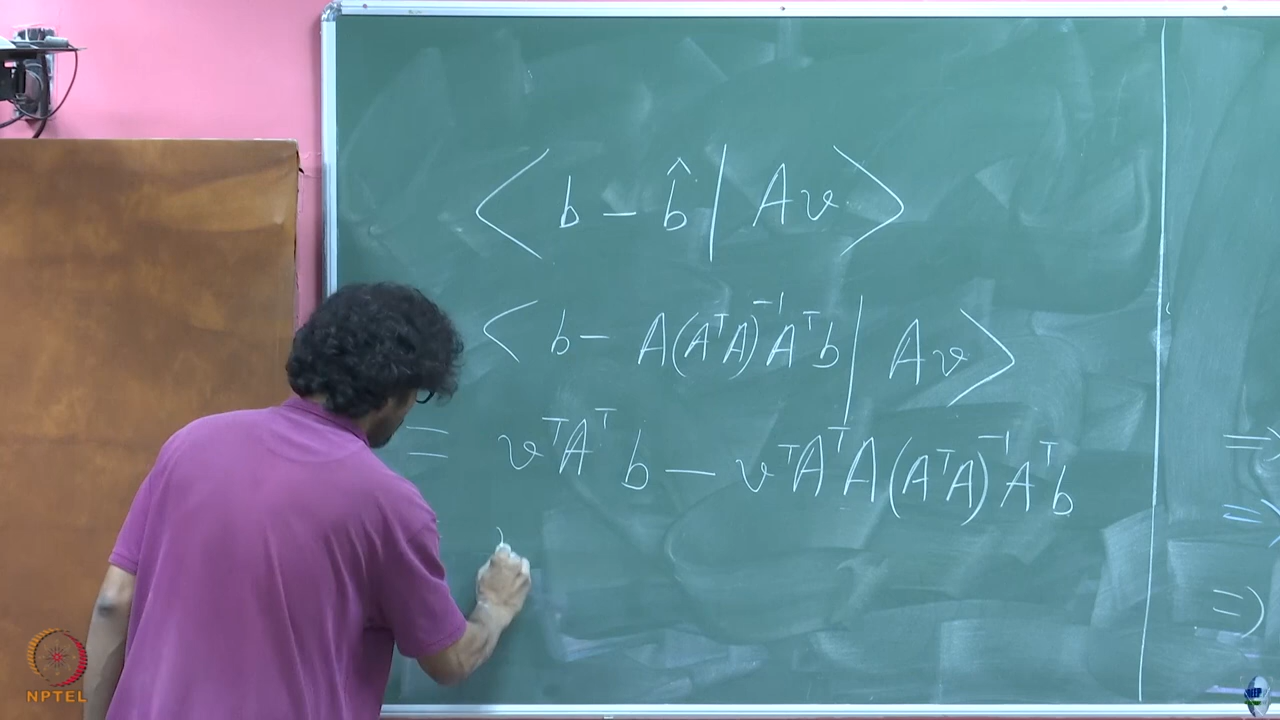 ⟨ b − b̂ | Av ⟩
⟨ b − A(AᵀA)⁻¹Aᵀb | Av ⟩
= vᵀAᵀb − vᵀAᵀA(AᵀA)⁻¹Aᵀb
⇒
⇒
⇒
NPTEL